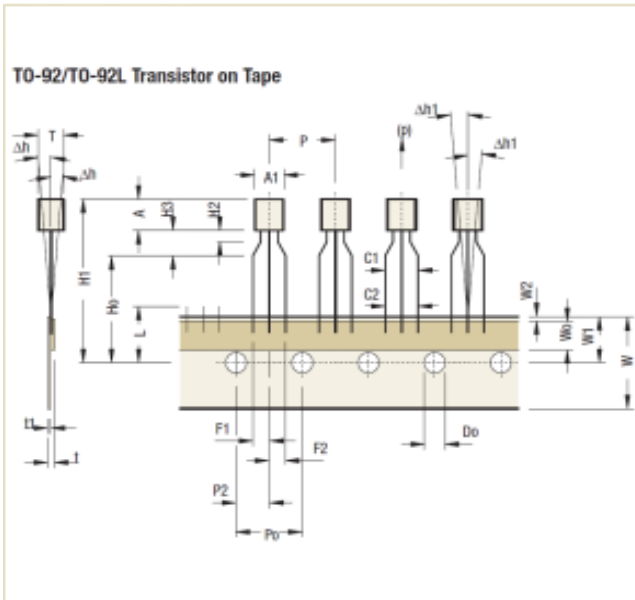 TO-92/TO-92L Transistor on Tape
Δh T
Δh
P
(p)
Δh1
Δh1
A1
A
H3
H2
H1
Ho
L
C1
C2
W2
Wo
W1
W
t1
t
F1
F2
Do
P2
Po